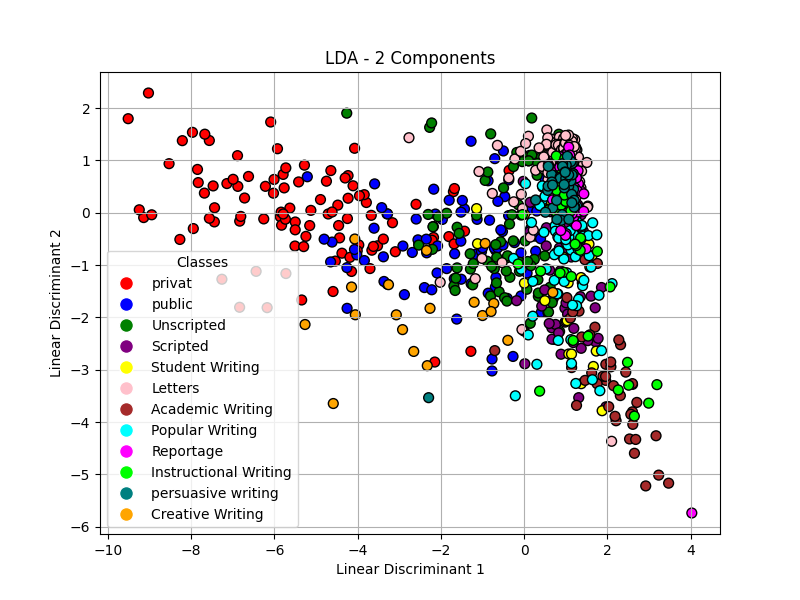 LDA - 2 Components
Linear Discriminant 2
2
1
0
−1
−2
−3
−4
−5
−6
Classes
privat
public
Unscripted
Scripted
Student Writing
Letters
Academic Writing
Popular Writing
Reportage
Instructional Writing
persuasive writing
Creative Writing
−10 −8 −6 −4 −2 0 2 4
Linear Discriminant 1